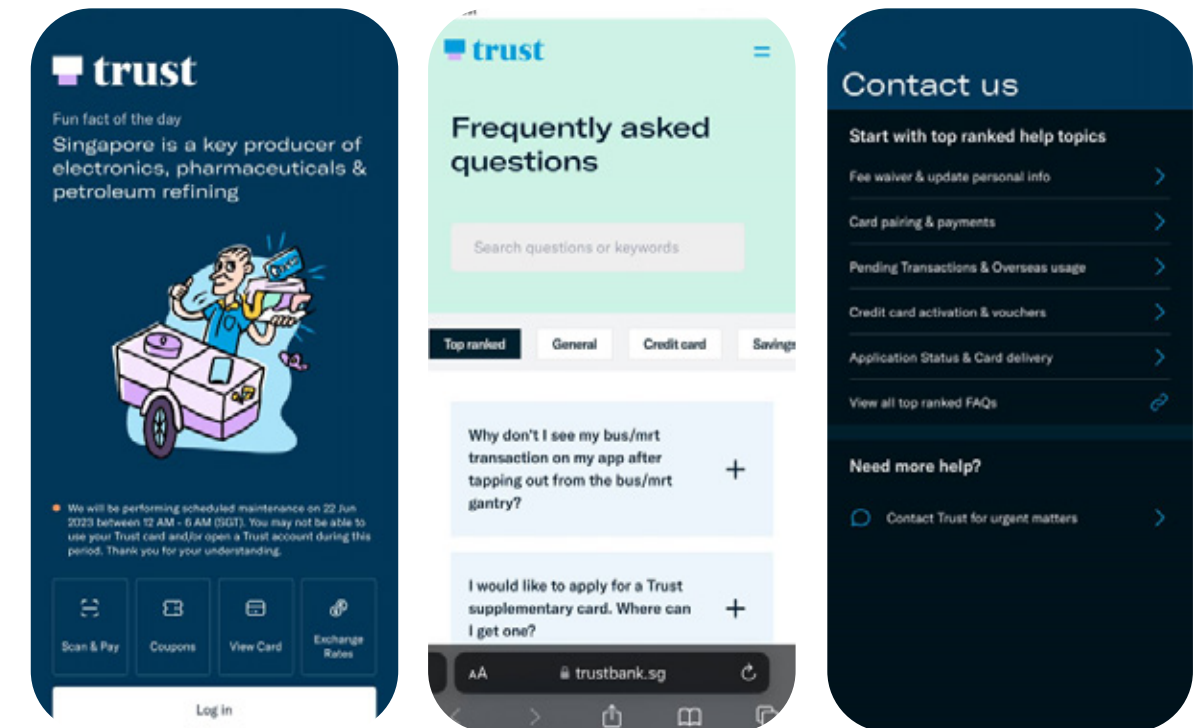 trust
Fun fact of the day
Singapore is a key producer of
electronics, pharmaceuticals &
petroleum refining
We will be performing scheduled maintenance on 22 Jun
2023 between 12 AM - 6 AM (SGT). You may not be able to
use your Trust card and/or open a Trust account during this
period. Thank you for your understanding.
Scan & Pay
Coupons
View Card
Exchange
Rates
Log in
trust
Frequently asked
questions
Search questions or keywords
Top ranked
General
Credit card
Savings
Why don't I see my bus/mrt
transaction on my app after
tapping out from the bus/mrt
gantry?
I would like to apply for a Trust
supplementary card. Where can
I get one?
AA
trustbank.sg
Contact us
Start with top ranked help topics
Fee waiver & update personal info
Card pairing & payments
Pending Transactions & Overseas usage
Credit card activation & vouchers
Application Status & Card delivery
View all top ranked FAQs
Need more help?
Contact Trust for urgent matters